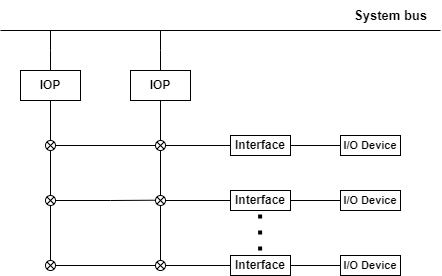 System bus
IOP
IOP
Interface
I/O Device
Interface
I/O Device
Interface
I/O Device